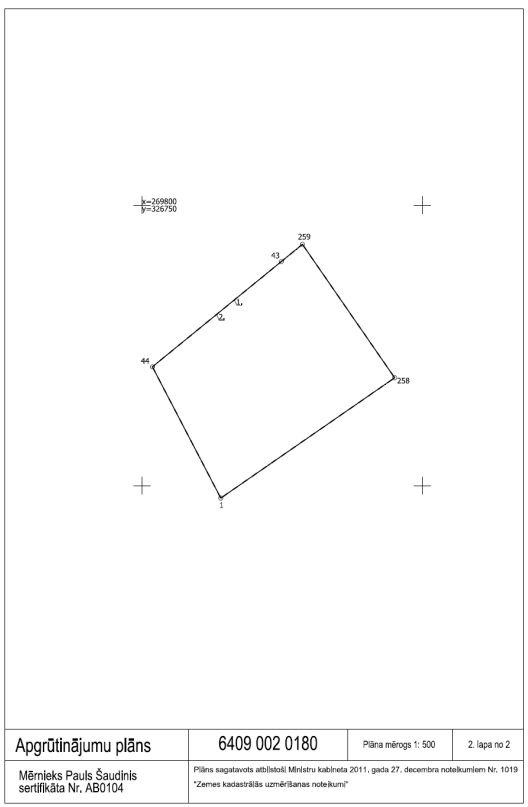 x=269800
y=326750
259
43
1.
2.
44
258
1
Apgrūtinājumu plāns
6409 002 0180
Plāna mērogs 1: 500
2. lapa no 2
Mērnieks Pauls Šaudinis
sertifikāta Nr. AB0104
Plāns sagatavots atbilstoši Ministru kabineta 2011. gada 27. decembra noteikumiem Nr. 1019
"Zemes kadastrālās uzmērīšanas noteikumi"